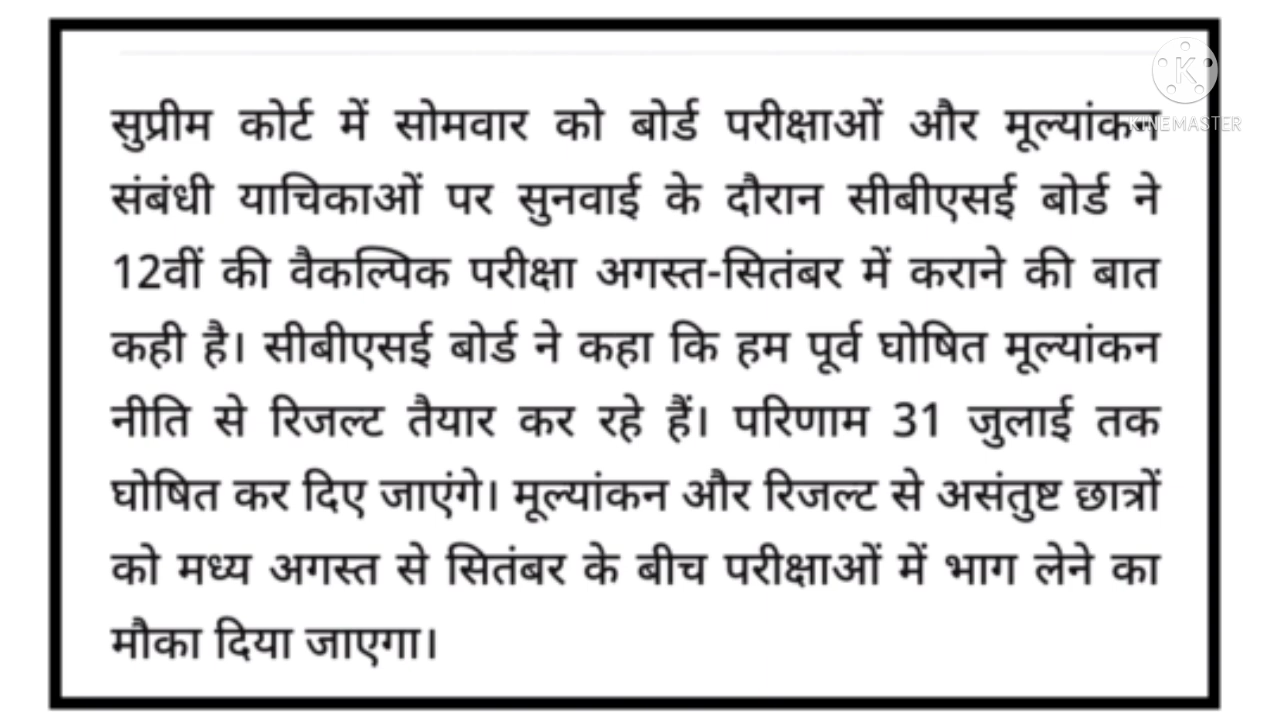 सुप्रीम कोर्ट में सोमवार को बोर्ड परीक्षाओं और मूल्यांकन
संबंधी याचिकाओं पर सुनवाई के दौरान सीबीएसई बोर्ड ने
12वीं की वैकल्पिक परीक्षा अगस्त-सितंबर में कराने की बात
कही है। सीबीएसई बोर्ड ने कहा कि हम पूर्व घोषित मूल्यांकन
नीति से रिजल्ट तैयार कर रहे हैं। परिणाम 31 जुलाई तक
घोषित कर दिए जाएंगे। मूल्यांकन और रिजल्ट से असंतुष्ट छात्रों
को मध्य अगस्त से सितंबर के बीच परीक्षाओं में भाग लेने का
मौका दिया जाएगा।
K
KINEMASTER